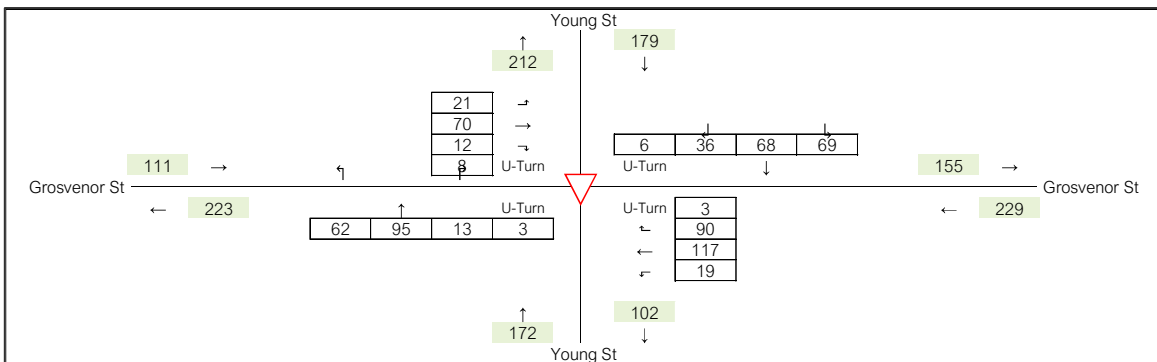 Young St
↑ 179
212 ↓
21 ⬏
70 →
12 ⬎
8 U-Turn
6 36 68 69
U-Turn ↓
111 → ↰
155 →
Grosvenor St
Grosvenor St
← 223
↑ U-Turn
62 95 13 3
U-Turn 3
90
← 117
19
← 229
↑ 102
172 ↓
Young St